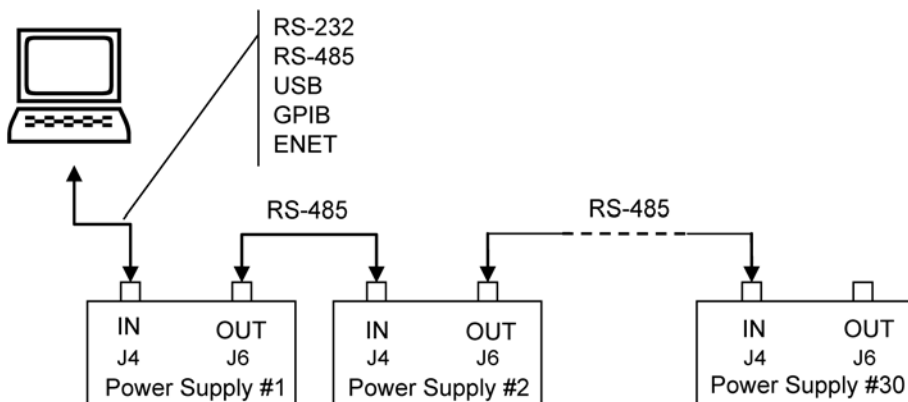 RS-232
RS-485
USB
GPIB
ENET
RS-485
RS-485
IN
OUT
J4
J6
Power Supply #1
IN
OUT
J4
J6
Power Supply #2
IN
OUT
J4
J6
Power Supply #30